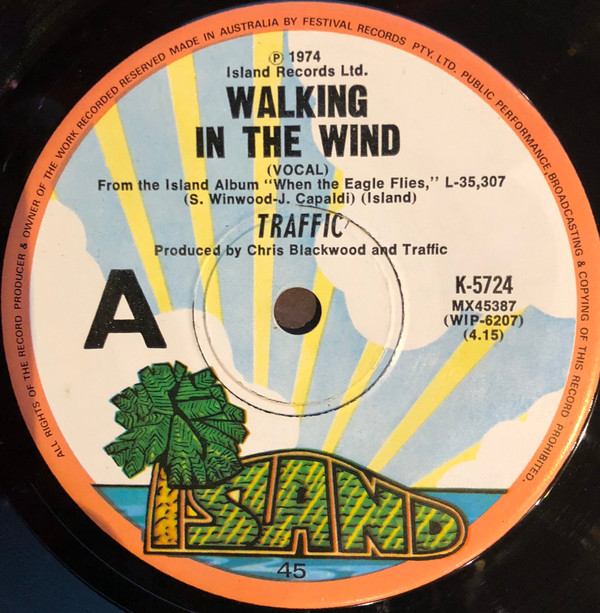 ALL RIGHTS OF THE RECORD PRODUCER & OWNER OF THE WORK RECORDED RESERVED MADE IN AUSTRALIA BY FESTIVAL RECORDS PTY. LTD. PUBLIC PERFORMANCE, BROADCASTING & COPYING OF THIS RECORD PROHIBITED.
℗ 1974
Island Records Ltd.
WALKING
IN THE WIND
(VOCAL)
From the Island Album "When the Eagle Flies," L-35,307
(S. Winwood-J. Capaldi) (Island)
TRAFFIC
Produced by Chris Blackwood and Traffic
A
K-5724
MX45387
(WIP-6207)
(4.15)
ISLAND
45